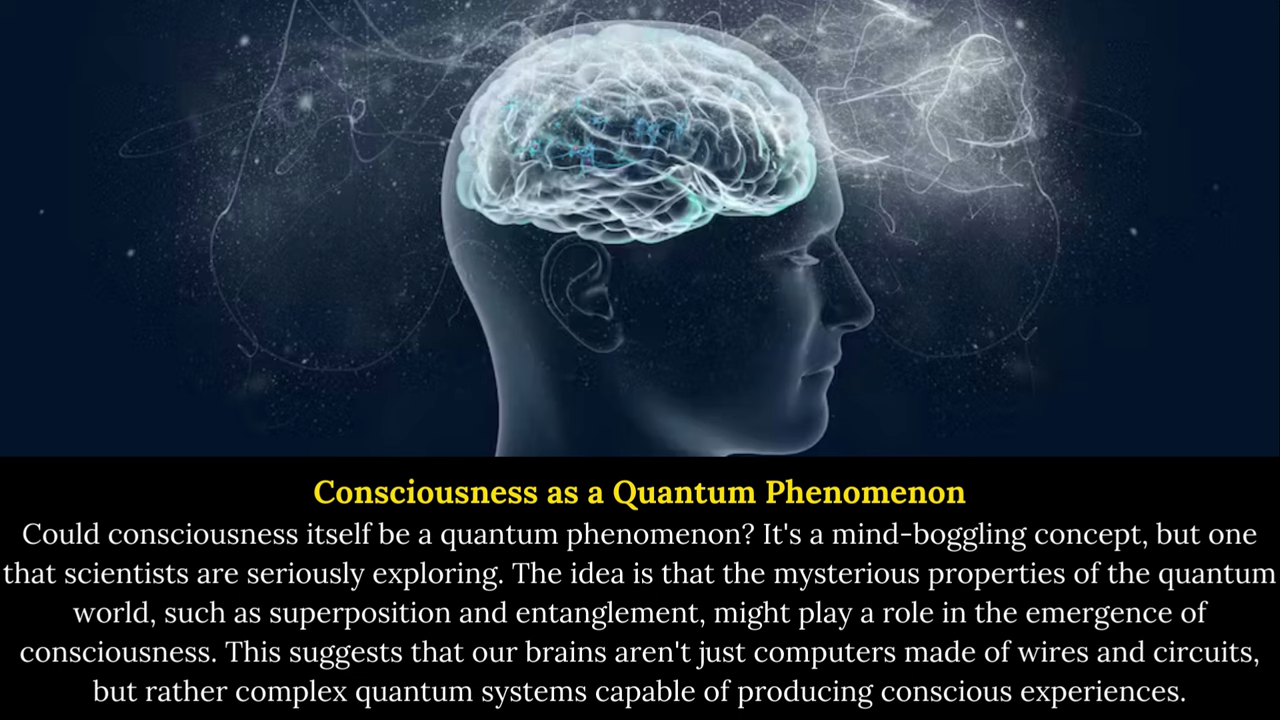 Consciousness as a Quantum Phenomenon
Could consciousness itself be a quantum phenomenon? It's a mind-boggling concept, but one
that scientists are seriously exploring. The idea is that the mysterious properties of the quantum
world, such as superposition and entanglement, might play a role in the emergence of
consciousness. This suggests that our brains aren't just computers made of wires and circuits,
but rather complex quantum systems capable of producing conscious experiences.